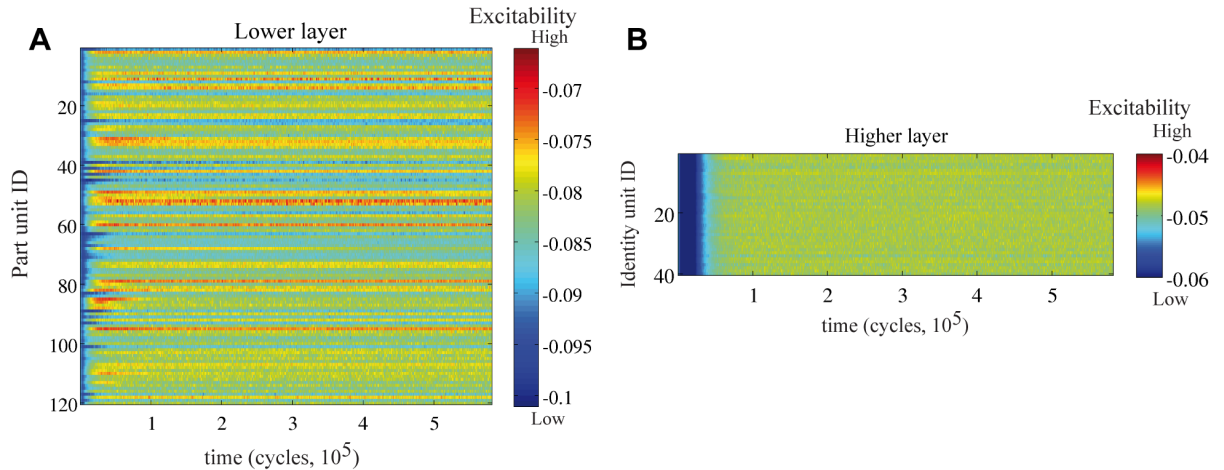 A
Lower layer
Excitability
High
20
40
60
80
100
120
Part unit ID
1 2 3 4 5
time (cycles, 10^5)
-0.07
-0.075
-0.08
-0.085
-0.09
-0.095
-0.1
Low
B
Higher layer
Excitability
High
20
40
Identity unit ID
1 2 3 4 5
time (cycles, 10^5)
-0.04
-0.05
-0.06
Low